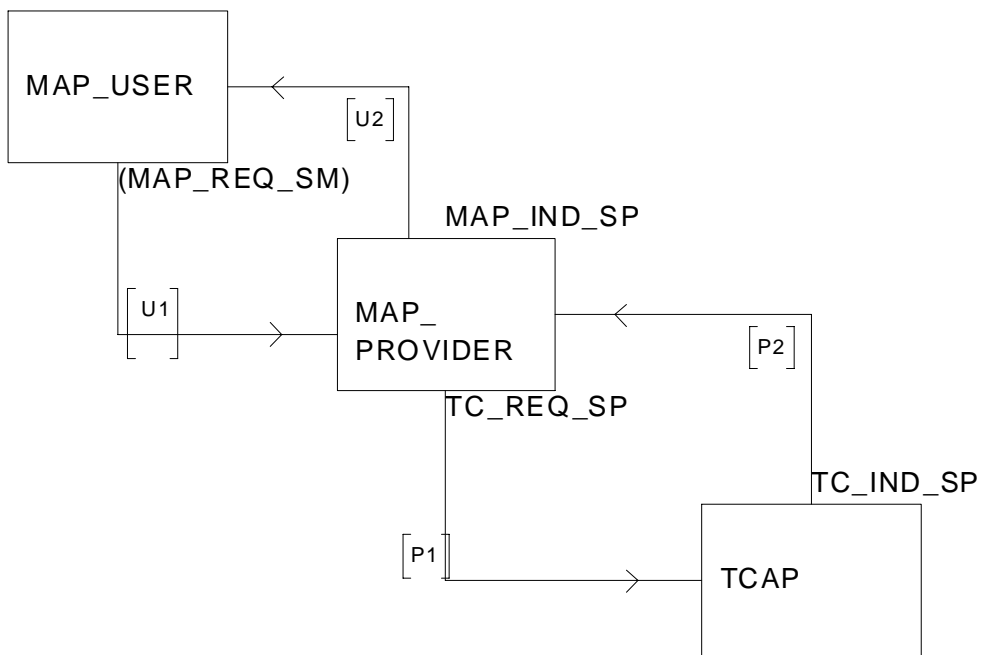 MAP_USER
[U2]
(MAP_REQ_SM)
MAP_IND_SP
[U1]
MAP_
PROVIDER
[P2]
TC_REQ_SP
TC_IND_SP
[P1]
TCAP